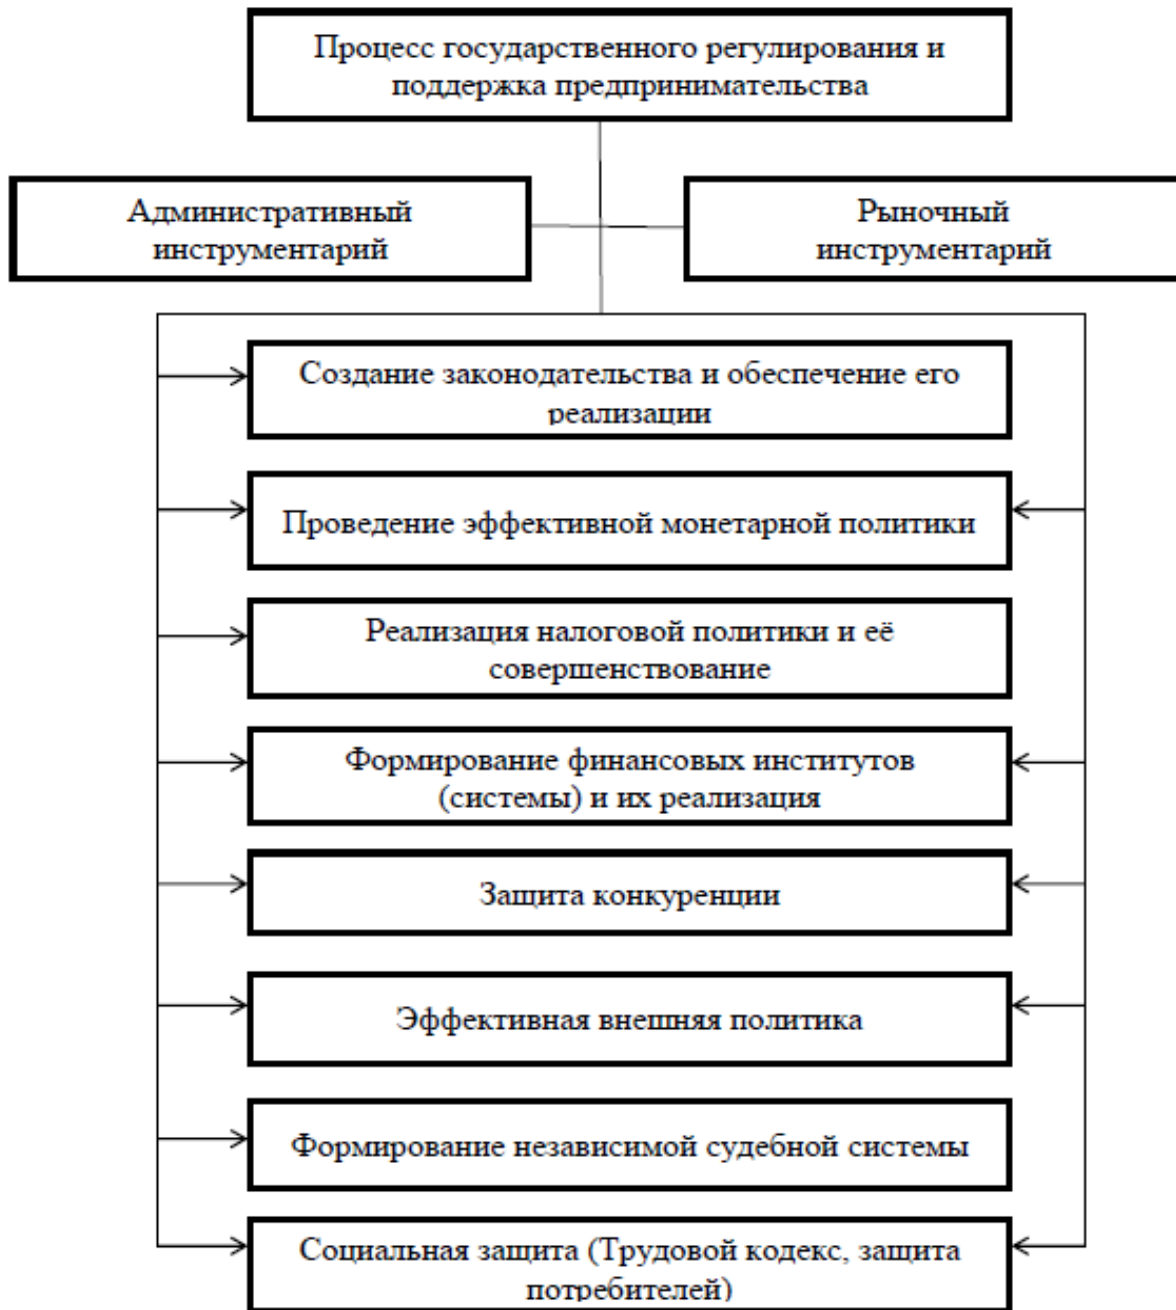 Процесс государственного регулирования и
поддержка предпринимательства
Административный
инструментарий
Рыночный
инструментарий
Создание законодательства и обеспечение его
реализации
Проведение эффективной монетарной политики
Реализация налоговой политики и её
совершенствование
Формирование финансовых институтов
(системы) и их реализация
Защита конкуренции
Эффективная внешняя политика
Формирование независимой судебной системы
Социальная защита (Трудовой кодекс, защита
потребителей)